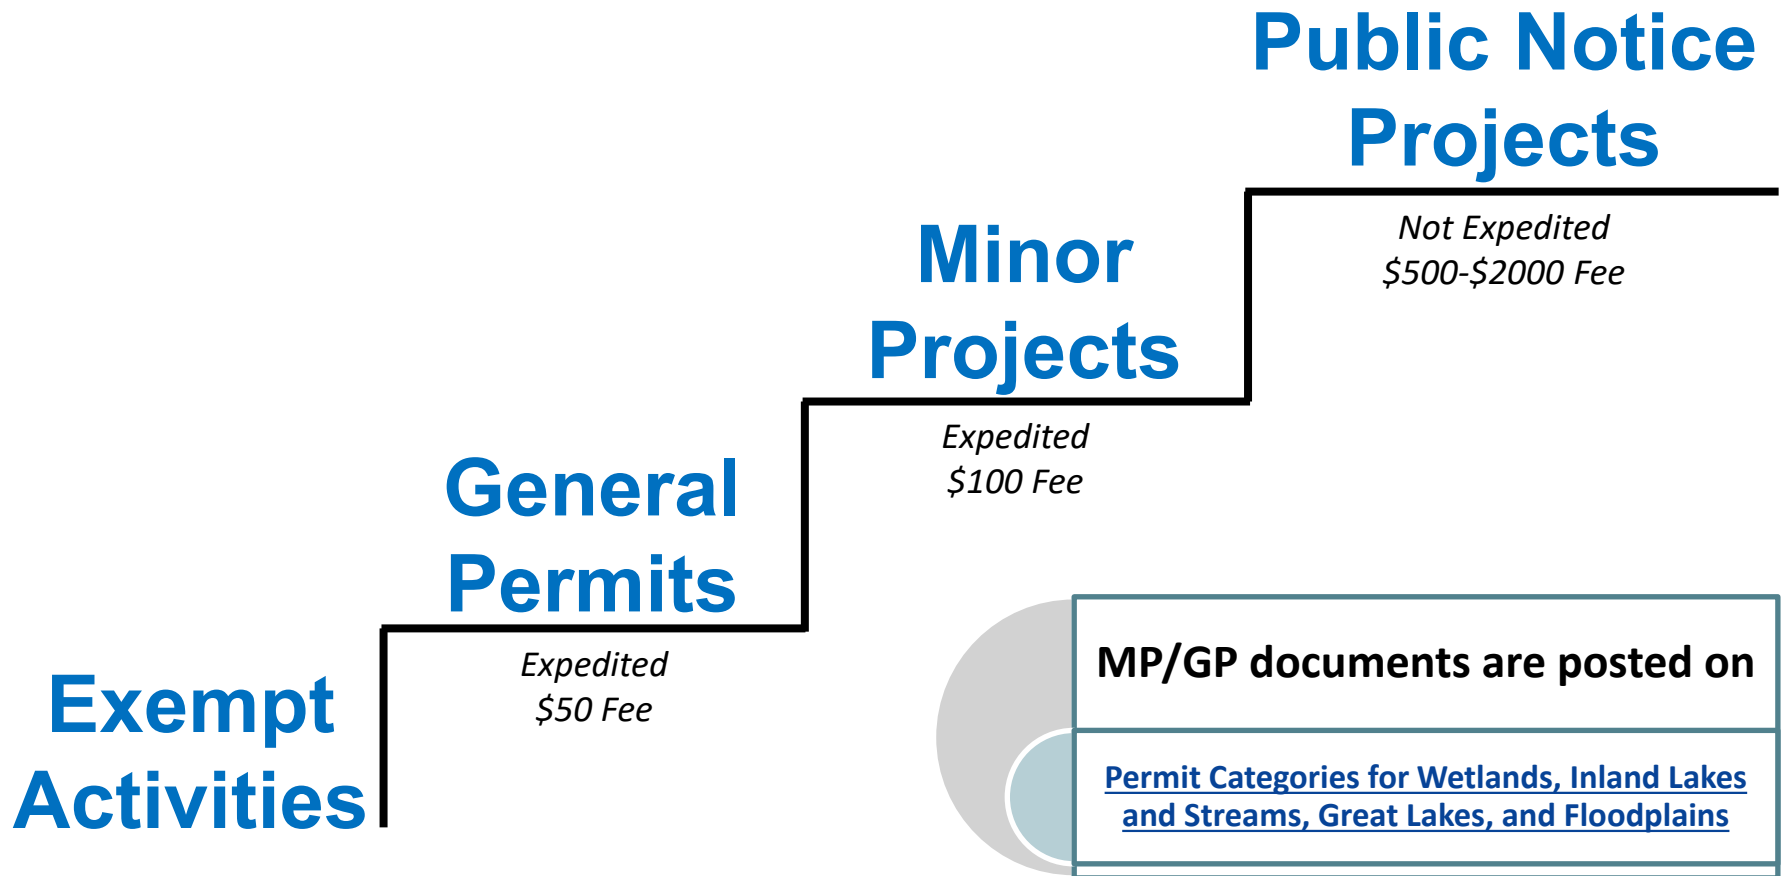 Public Notice
Projects
Not Expedited
$500-$2000 Fee
Minor
Projects
Expedited
$100 Fee
General
Permits
Expedited
$50 Fee
Exempt
Activities
MP/GP documents are posted on
Permit Categories for Wetlands, Inland Lakes
and Streams, Great Lakes, and Floodplains